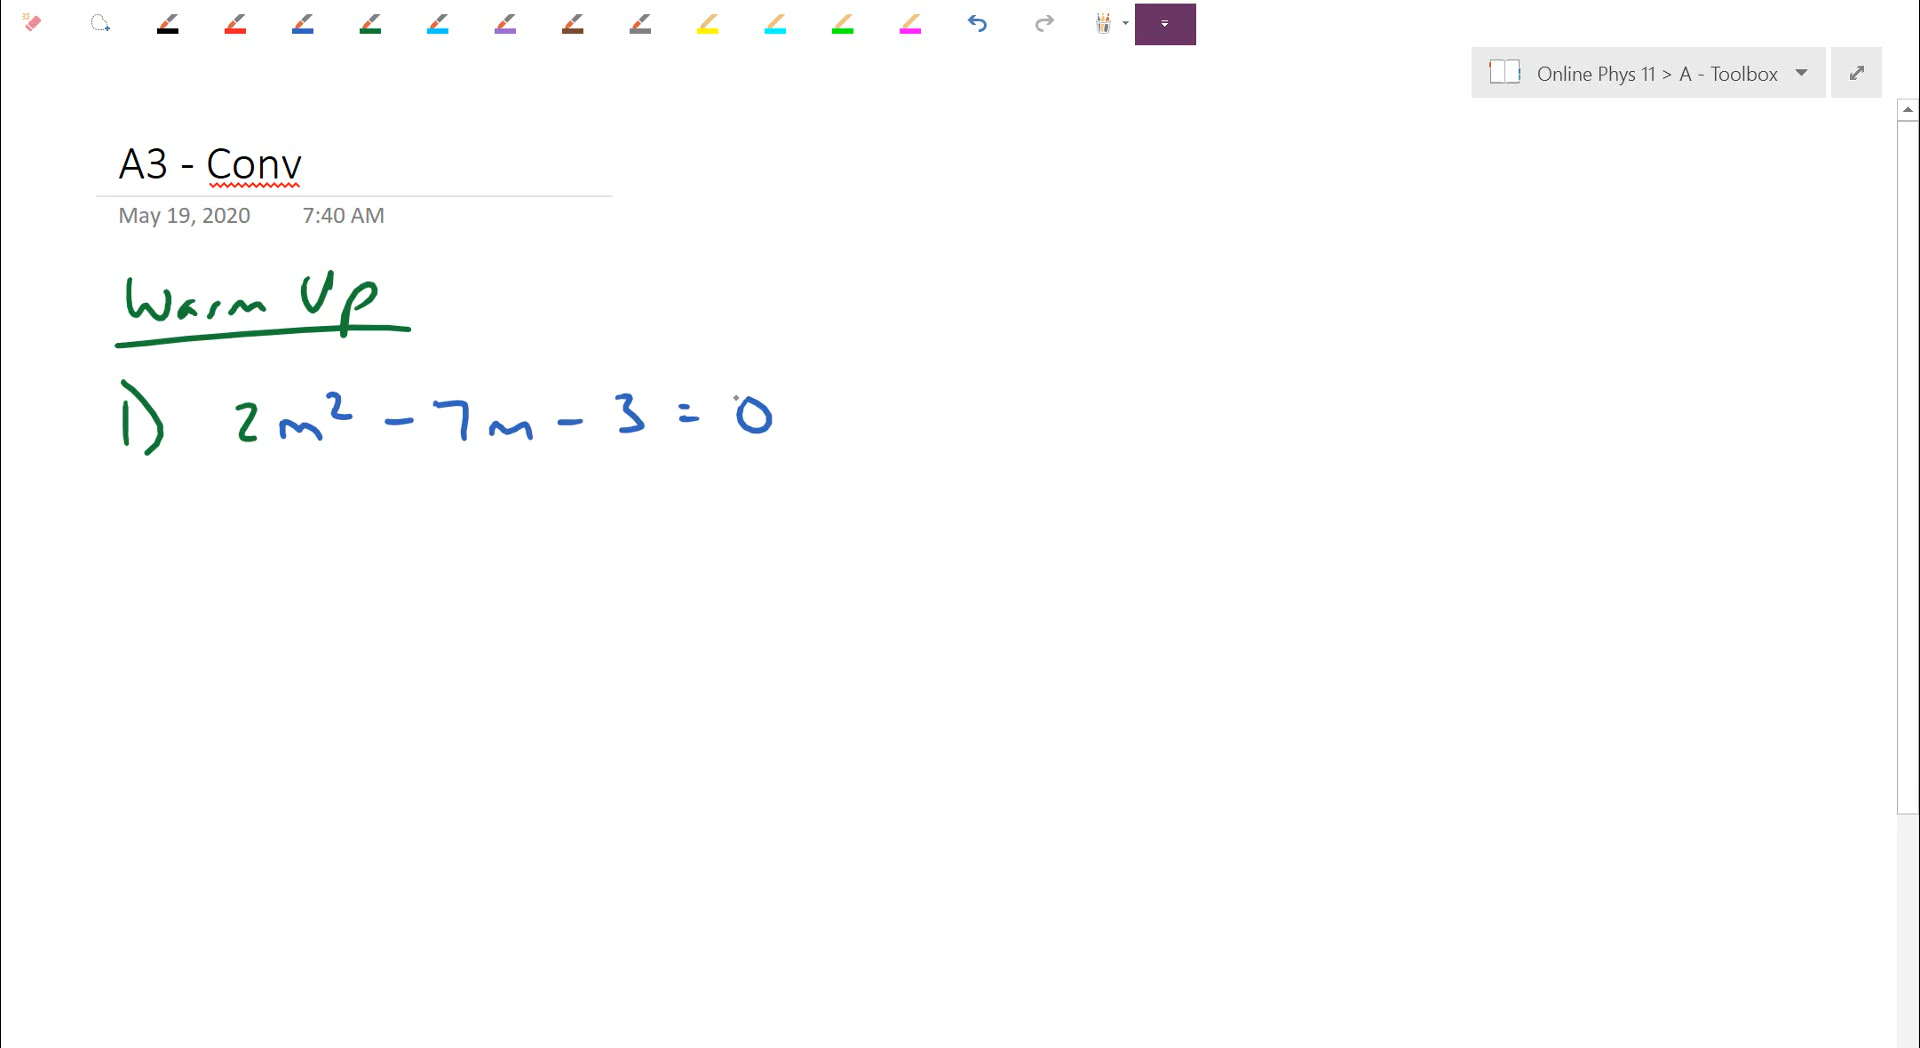 Online Phys 11 > A - Toolbox
A3 - Conv
May 19, 2020 7:40 AM
Warm Up
1) 2m² - 7m - 3 = 0